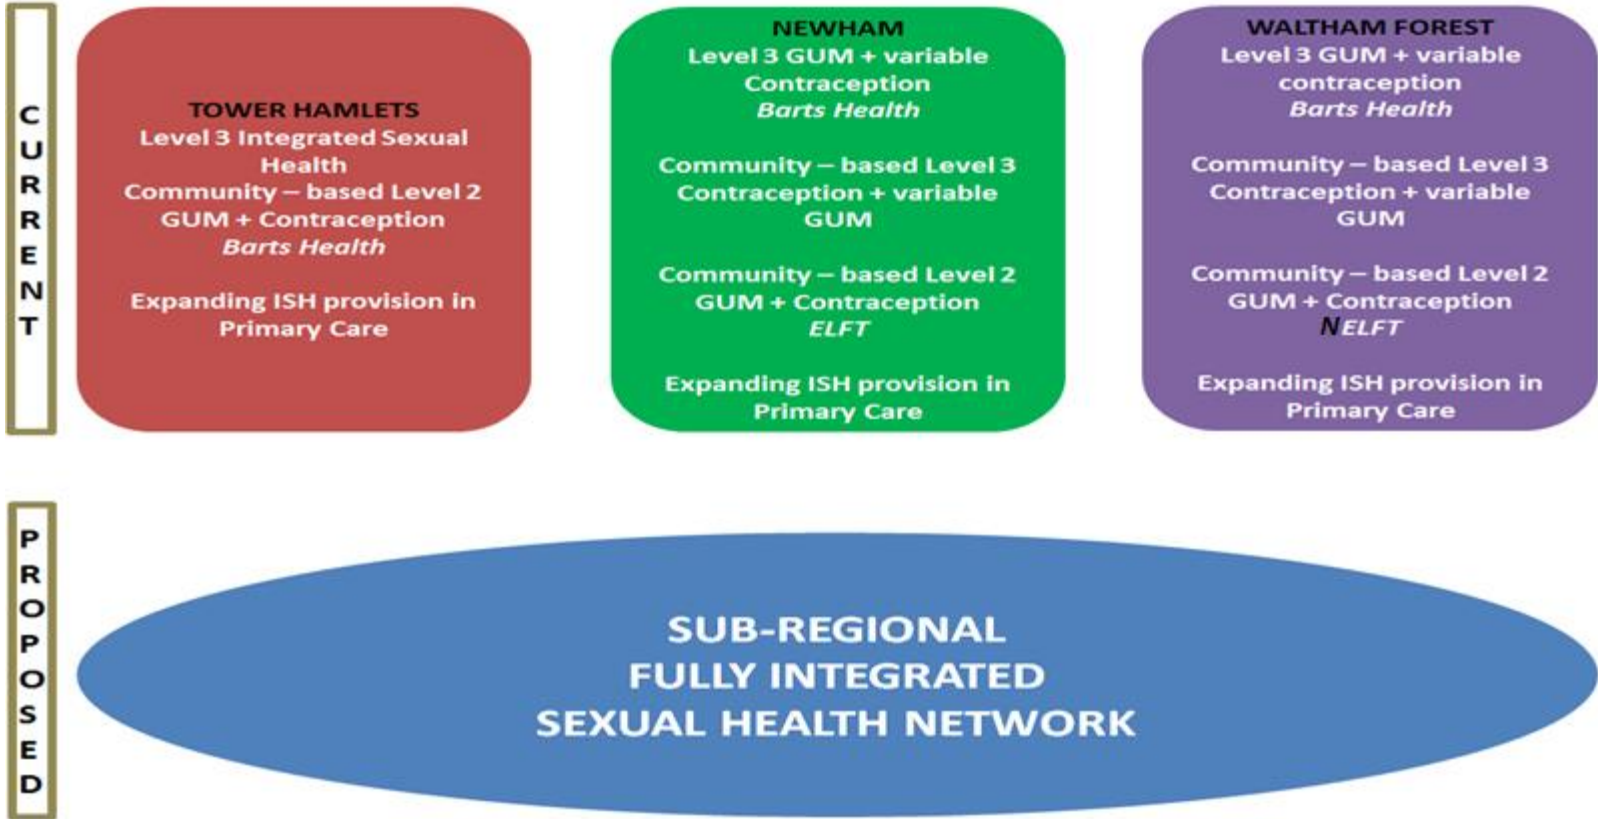 CURRENT
TOWER HAMLETS
Level 3 Integrated Sexual
Health
Community – based Level 2
GUM + Contraception
Barts Health
Expanding ISH provision in
Primary Care
NEWHAM
Level 3 GUM + variable
Contraception
Barts Health
Community – based Level 3
Contraception + variable
GUM
Community – based Level 2
GUM + Contraception
ELFT
Expanding ISH provision in
Primary Care
WALTHAM FOREST
Level 3 GUM + variable
contraception
Barts Health
Community – based Level 3
Contraception + variable
GUM
Community – based Level 2
GUM + Contraception
NELFT
Expanding ISH provision in
Primary Care
PROPOSED
SUB-REGIONAL
FULLY INTEGRATED
SEXUAL HEALTH NETWORK